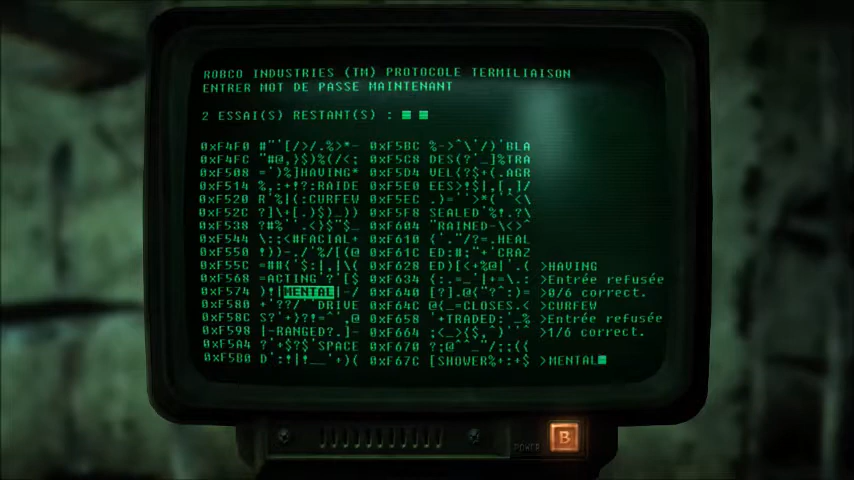 ROBCO INDUSTRIES (TM) PROTOCOLE TERMILIAISON
ENTRER MOT DE PASSE MAINTENANT
2 ESSAI(S) RESTANT(S) :
0xF4F0 #"'[/>/.%>*- 0xF5BC %->^\'/)'BLA
0xF4FC "#@,}$)%(/<; 0xF5C8 DES(?'_]%TRA
0xF508 =')%]HAVING* 0xF5D4 VEL(?$+(.AGR
0xF514 %,:+!?:RAIDE 0xF5E0 EES>!$|,[,]/
0xF520 R'%|(:CURFEW 0xF5EC .)=''>*(''<\
0xF52C ?]\+[.)$)_)) 0xF5F8 SEALED'%!.?\
0xF538 ?#%''.<}$"$_ 0xF604 "RAINED-\<>'
0xF544 \:;<#FACIAL+ 0xF610 {'."/?=.HEAL
0xF550 !))-./'%/[(@ 0xF61C ED:#;"+'CRAZ
0xF55C =##{'$:|,|\( 0xF628 ED)[<+%@|'.(
0xF568 =ACTING'?'[$ 0xF634 (:.=_(|+=\.:
0xF574 )!|MENTAL|-/ 0xF640 [?].@("?^:)=
0xF580 +'??/''DRIVE 0xF64C @{_=CLOSES.<
0xF58C S?'+}?!=^',@ 0xF658 '+TRADED:'_%
0xF598 |-RANGED?.]- 0xF664 ;<_>{$,^)'^^
0xF5A4 ?'+$?$'SPACE 0xF670 ?;@^^_"/;:((
0xF5B0 D':!|!__'+)( 0xF67C [SHOWER%+:+$
>HAVING
>Entrée refusée
>0/6 correct.
>CURFEW
>Entrée refusée
>1/6 correct.
>MENTAL
POWER
B